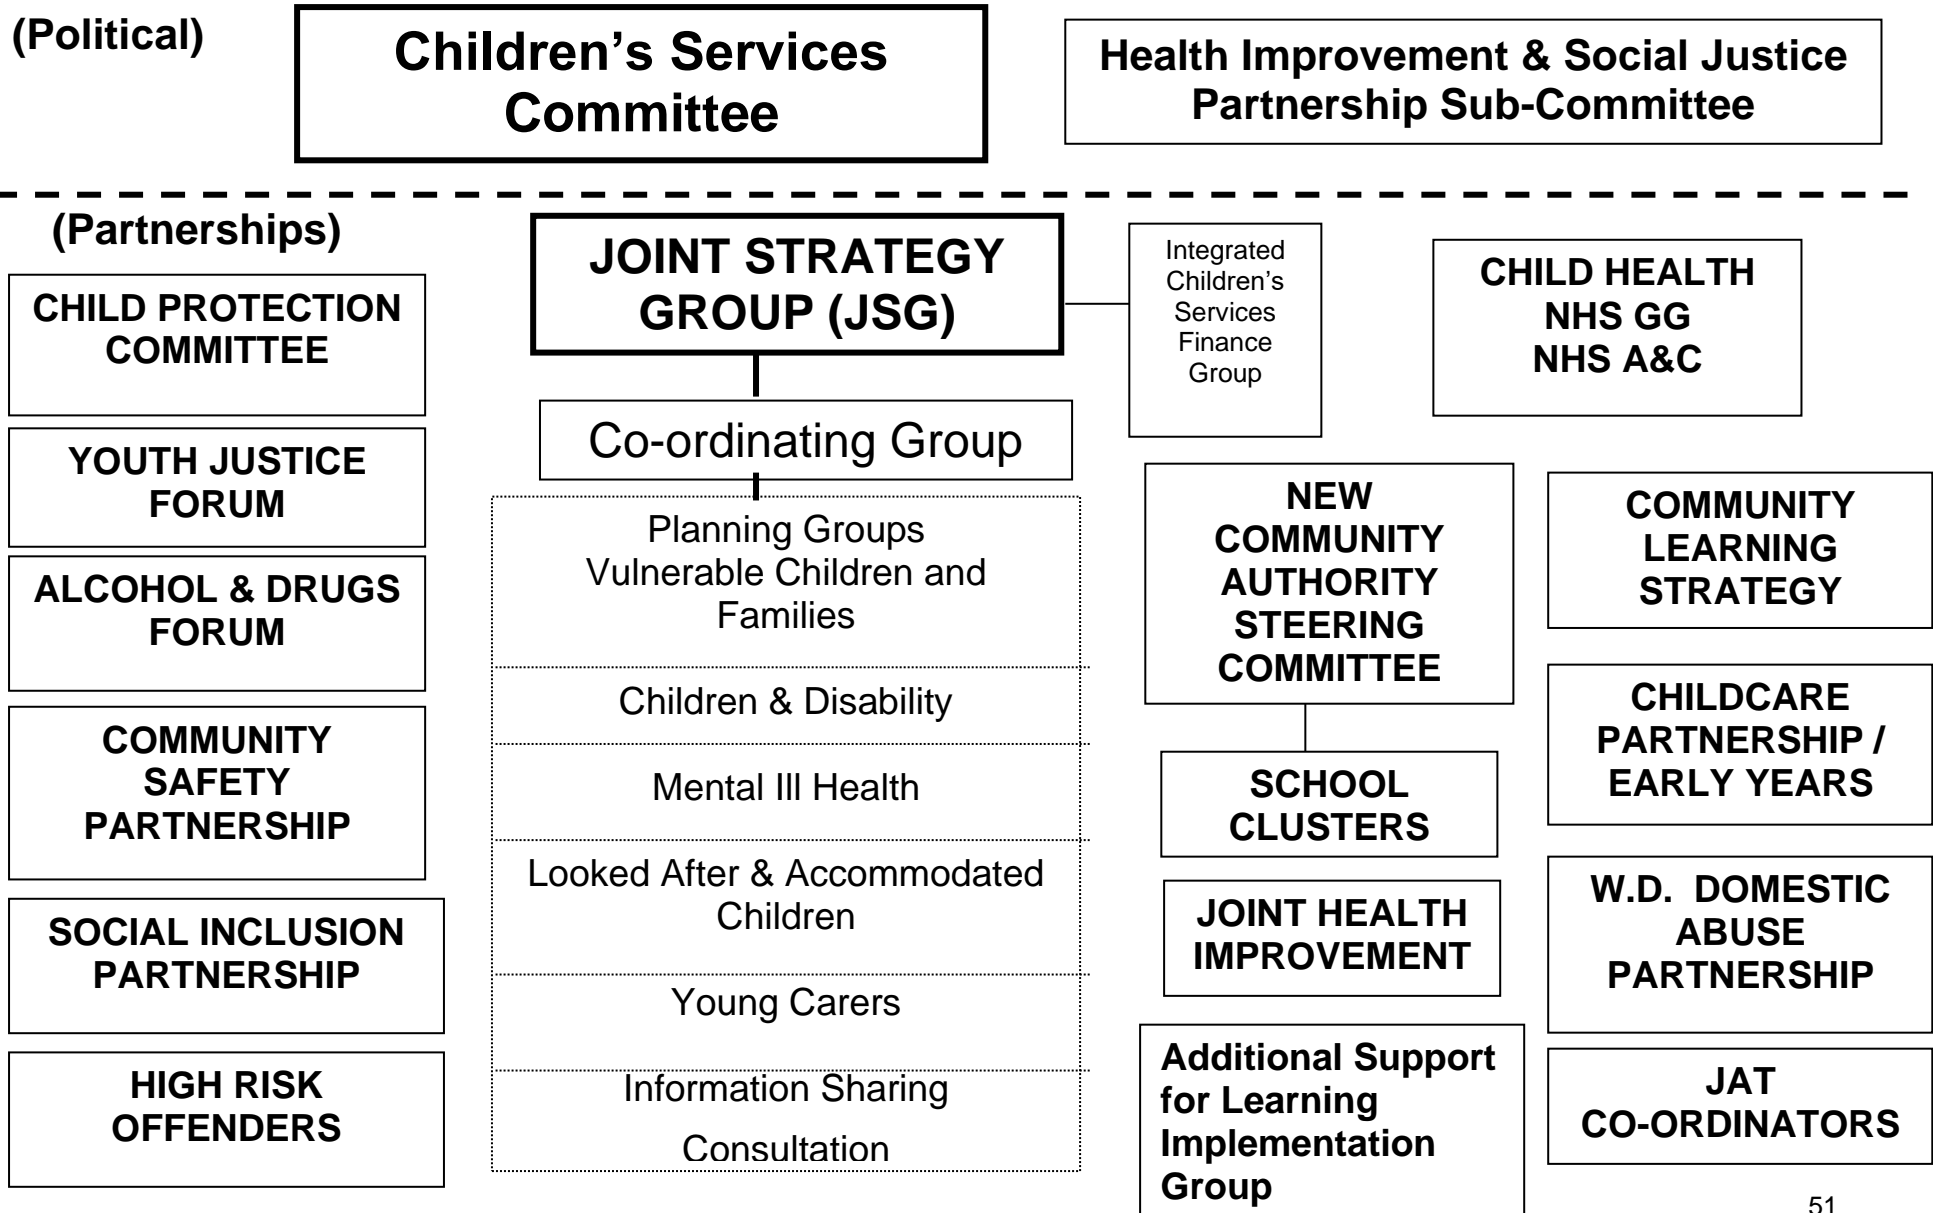 (Political)
Children’s Services
Committee
Health Improvement & Social Justice
Partnership Sub-Committee
(Partnerships)
CHILD PROTECTION
COMMITTEE
YOUTH JUSTICE
FORUM
ALCOHOL & DRUGS
FORUM
COMMUNITY
SAFETY
PARTNERSHIP
SOCIAL INCLUSION
PARTNERSHIP
HIGH RISK
OFFENDERS
JOINT STRATEGY
GROUP (JSG)
Co-ordinating Group
Planning Groups
Vulnerable Children and
Families
Children & Disability
Mental Ill Health
Looked After & Accommodated
Children
Young Carers
Information Sharing
Consultation
Integrated
Children’s
Services
Finance
Group
CHILD HEALTH
NHS GG
NHS A&C
NEW
COMMUNITY
AUTHORITY
STEERING
COMMITTEE
SCHOOL
CLUSTERS
JOINT HEALTH
IMPROVEMENT
Additional Support
for Learning
Implementation
Group
COMMUNITY
LEARNING
STRATEGY
CHILDCARE
PARTNERSHIP /
EARLY YEARS
W.D. DOMESTIC
ABUSE
PARTNERSHIP
JAT
CO-ORDINATORS
51